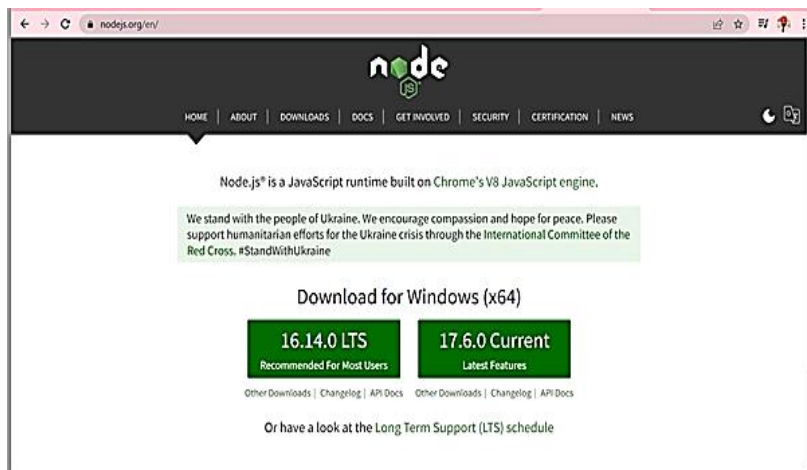 nodejs.org/en/
node
JS
HOME | ABOUT | DOWNLOADS | DOCS | GET INVOLVED | SECURITY | CERTIFICATION | NEWS
Node.js® is a JavaScript runtime built on Chrome's V8 JavaScript engine.
We stand with the people of Ukraine. We encourage compassion and hope for peace. Please
support humanitarian efforts for the Ukraine crisis through the International Committee of the
Red Cross. #StandWithUkraine
Download for Windows (x64)
16.14.0 LTS
Recommended For Most Users
17.6.0 Current
Latest Features
Other Downloads | Changelog | API Docs
Other Downloads | Changelog | API Docs
Or have a look at the Long Term Support (LTS) schedule